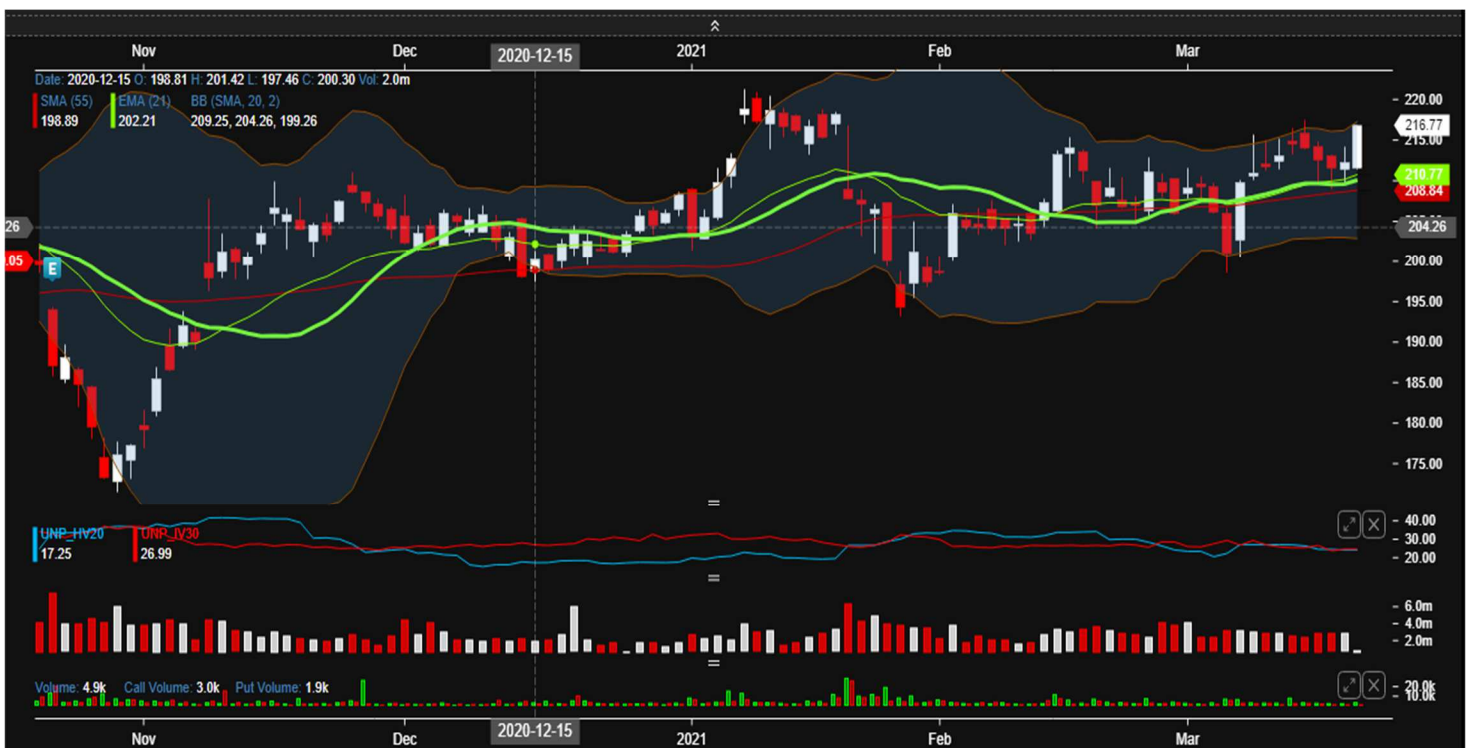 Nov Dec 2020-12-15 2021 Feb Mar
Date: 2020-12-15 O: 198.81 H: 201.42 L: 197.46 C: 200.30 Vol: 2.0m
SMA (55) EMA (21) BB (SMA, 20, 2)
198.89 202.21 209.25, 204.26, 199.26
220.00
216.77
215.00
210.77
208.84
26 204.26
.05 200.00
E
195.00
190.00
185.00
180.00
175.00
UNP_HV20 UNP_IV30 40.00
17.25 26.99 30.00
20.00
6.0m
4.0m
2.0m
Volume: 4.9k Call Volume: 3.0k Put Volume: 1.9k 20.0k
10.0k
Nov Dec 2020-12-15 2021 Feb Mar